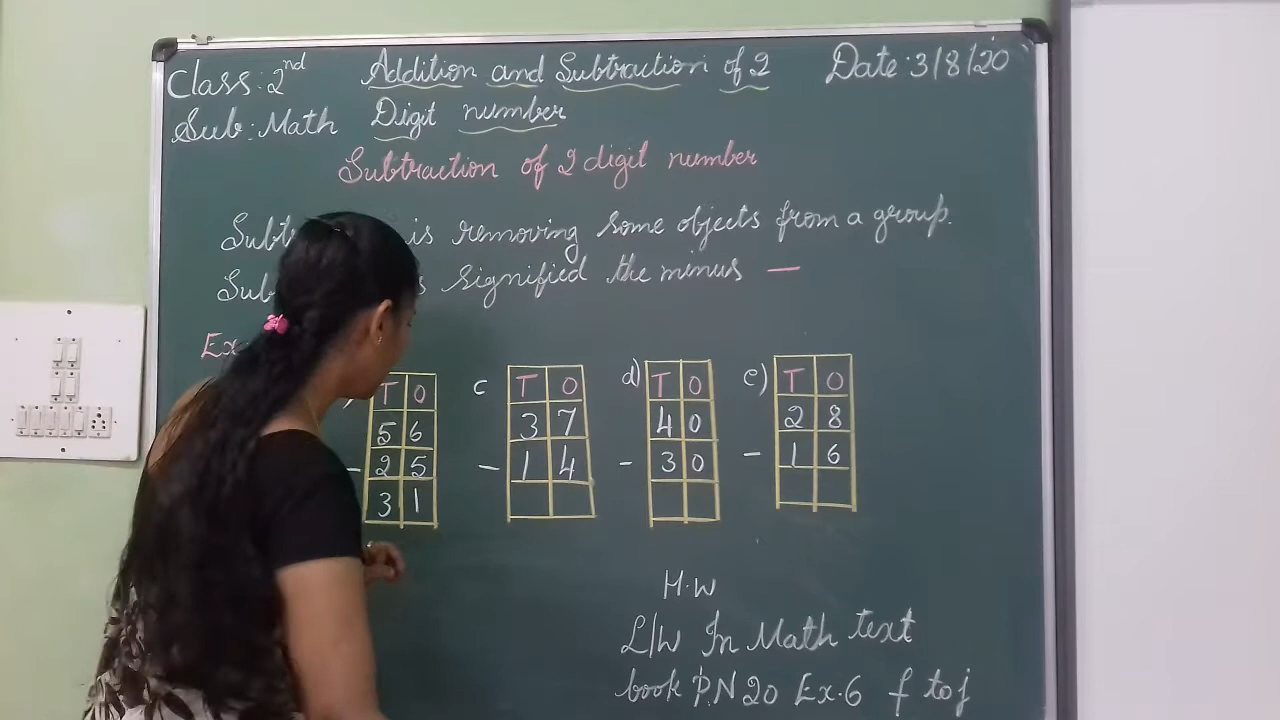 Class: 2nd Addition and Subtraction of 2 Date: 3/8/20
Sub: Math Digit number
Subtraction of 2 digit number
is removing some objects from a group.
signified the minus —
Ex
T O c T O d) T O e) T O
5 6 3 7 4 0 2 8
- 2 5 - 1 4 - 3 0 - 1 6
3 1
H.W
L/W In Math text
book P.N 20 Ex.6 f to j